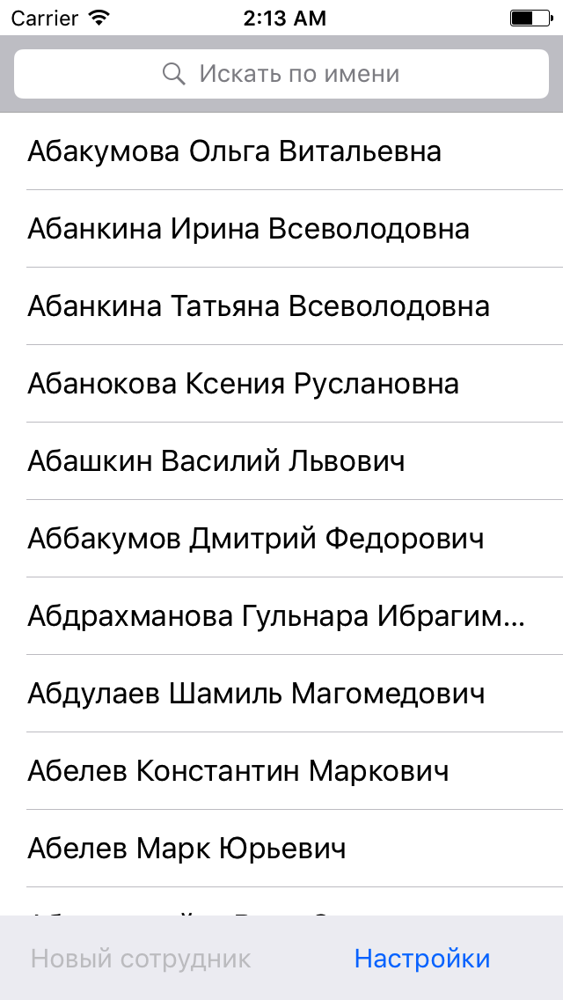 Carrier 2:13 AM
Искать по имени
Абакумова Ольга Витальевна
Абанкина Ирина Всеволодовна
Абанкина Татьяна Всеволодовна
Абанокова Ксения Руслановна
Абашкин Василий Львович
Аббакумов Дмитрий Федорович
Абдрахманова Гульнара Ибрагим...
Абдулаев Шамиль Магомедович
Абелев Константин Маркович
Абелев Марк Юрьевич
Новый сотрудник Настройки